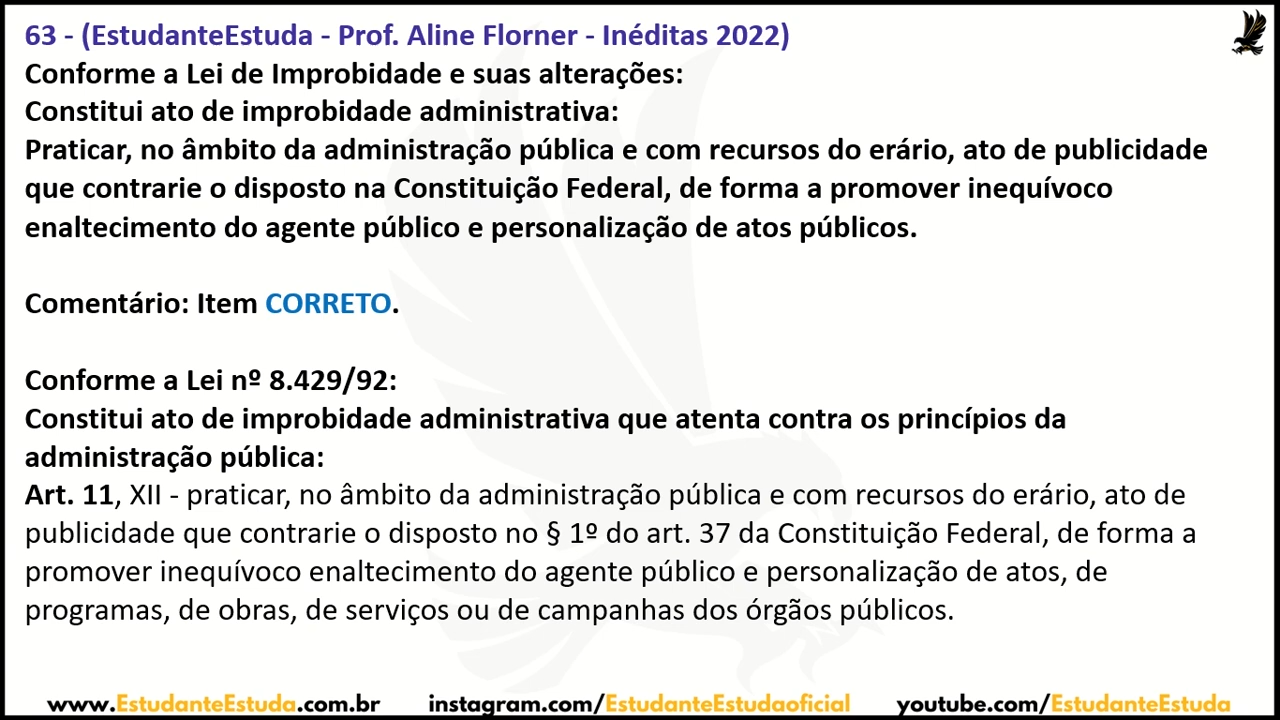 63 - (EstudanteEstuda - Prof. Aline Florner - Inéditas 2022)
Conforme a Lei de Improbidade e suas alterações:
Constitui ato de improbidade administrativa:
Praticar, no âmbito da administração pública e com recursos do erário, ato de publicidade
que contrarie o disposto na Constituição Federal, de forma a promover inequívoco
enaltecimento do agente público e personalização de atos públicos.
Comentário: Item CORRETO.
Conforme a Lei nº 8.429/92:
Constitui ato de improbidade administrativa que atenta contra os princípios da
administração pública:
Art. 11, XII - praticar, no âmbito da administração pública e com recursos do erário, ato de
publicidade que contrarie o disposto no § 1º do art. 37 da Constituição Federal, de forma a
promover inequívoco enaltecimento do agente público e personalização de atos, de
programas, de obras, de serviços ou de campanhas dos órgãos públicos.
www.EstudanteEstuda.com.br instagram.com/EstudanteEstudaoficial youtube.com/EstudanteEstuda